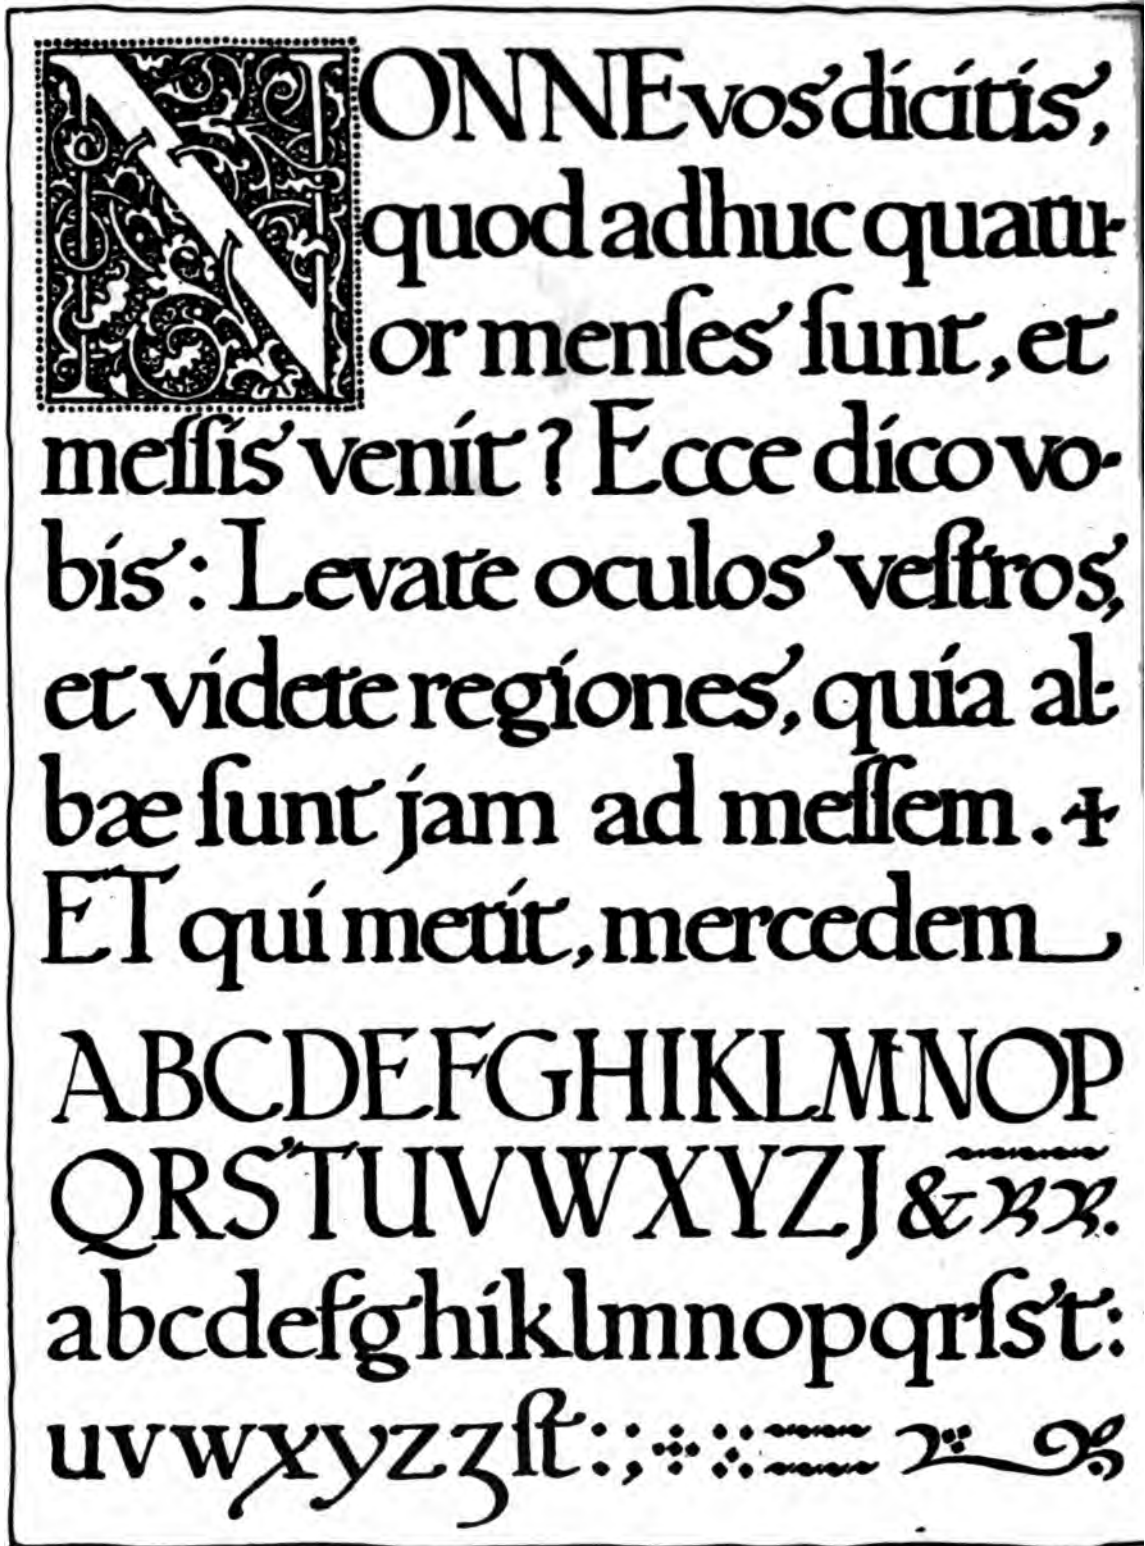 NONNE vos dicitis,
quod adhuc quatu-
or menſes ſunt, et
meſſis venit? Ecce dico vo-
bis: Levate oculos veſtros,
et videte regiones, quia al-
bæ ſunt jam ad meſſem. ✢
ET qui metit, mercedem
ABCDEFGHIKLMNOP
QRSTUVWXYZJ&
abcdefghiklmnopqrſst:
uvwxyzʒſt:;